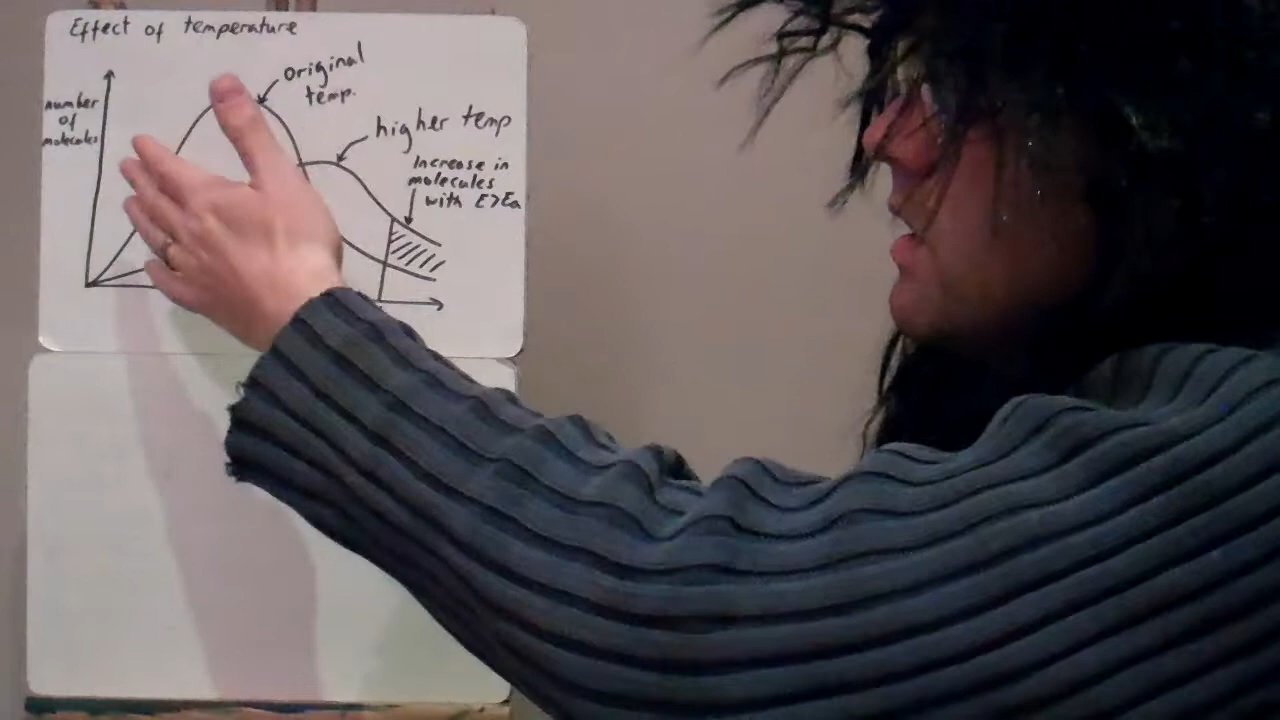 Effect of temperature
number
of
molecules
original
temp.
higher temp
Increase in
molecules
with E>Ea